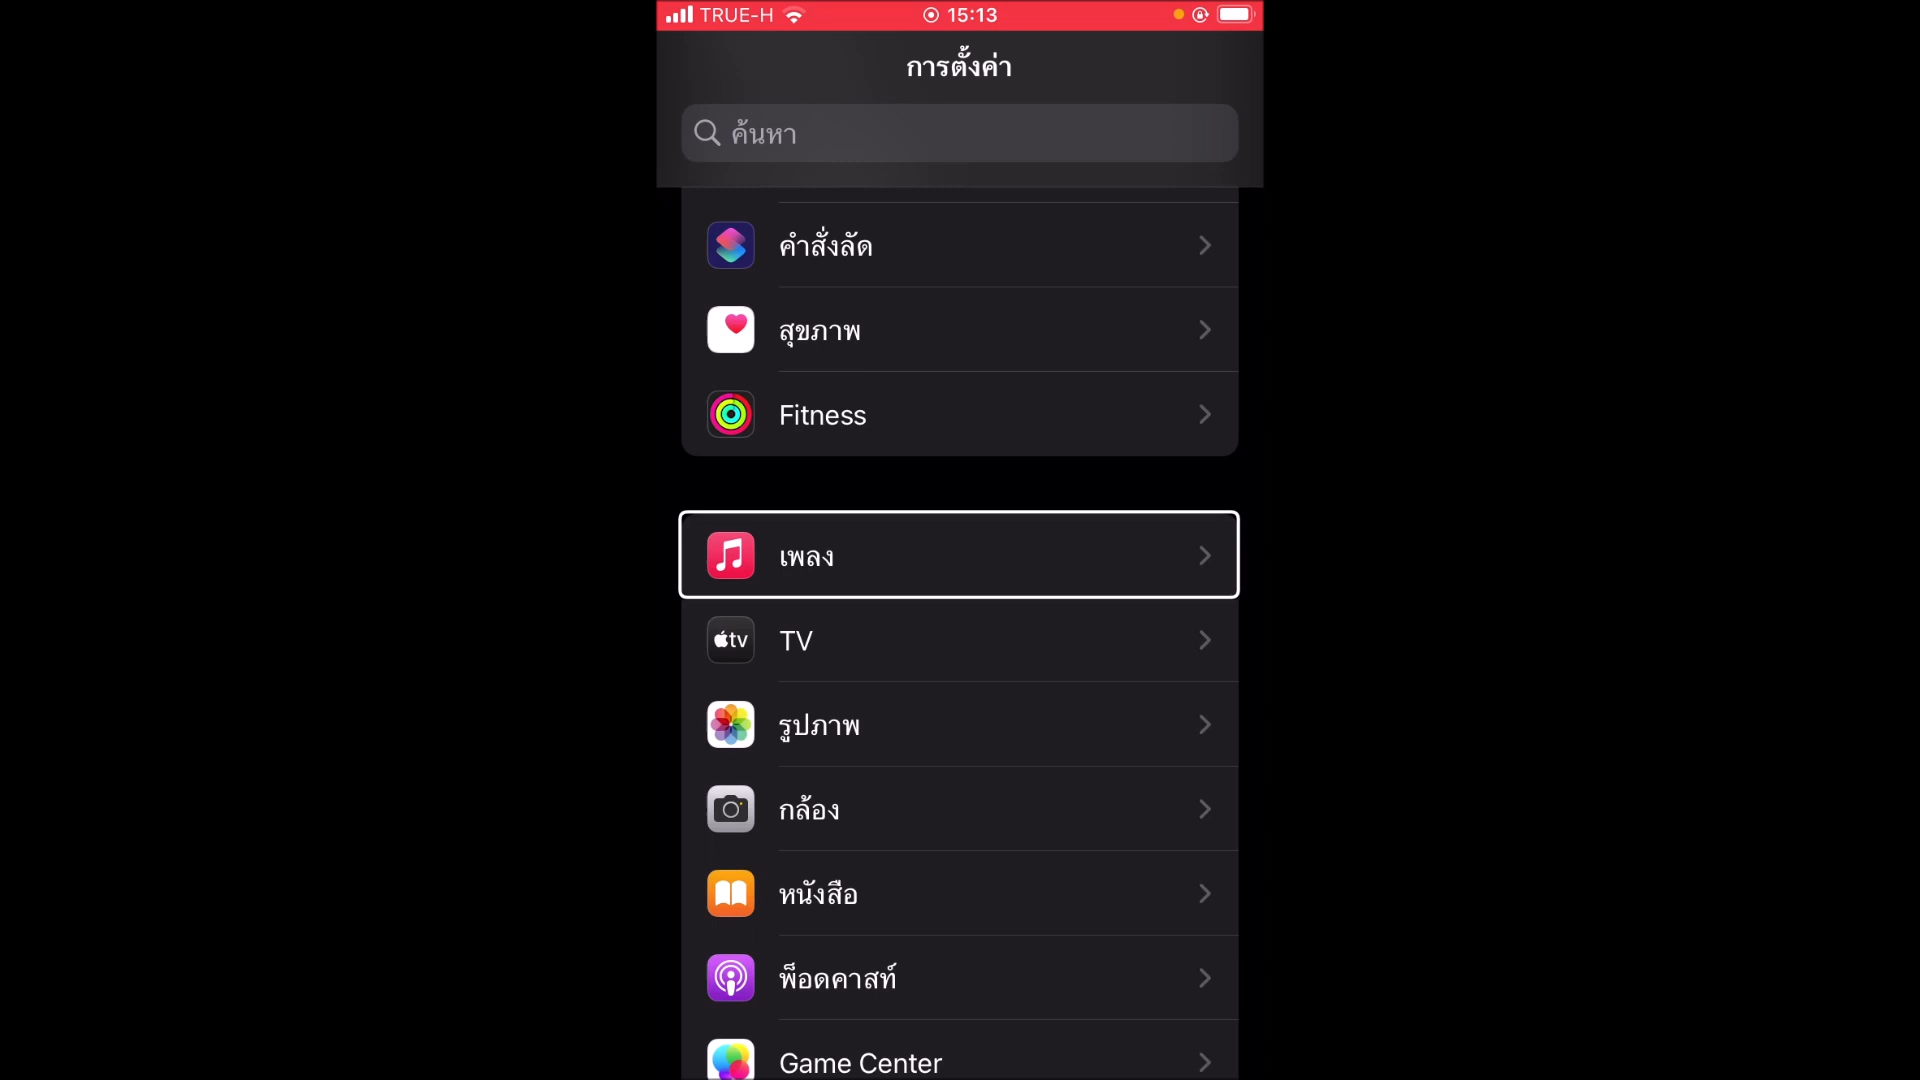 TRUE-H 15:13
การตั้งค่า
ค้นหา
คำสั่งลัด
สุขภาพ
Fitness
เพลง
tv TV
รูปภาพ
กล้อง
หนังสือ
พ็อดคาสท์
Game Center